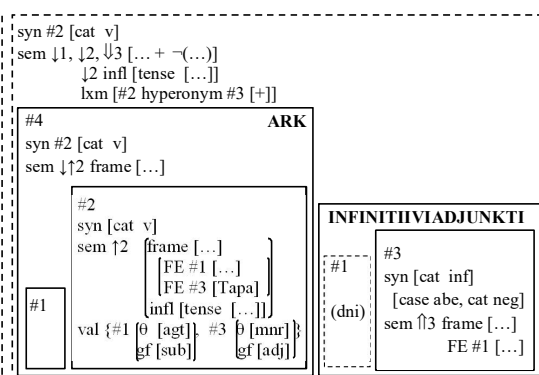 syn #2 [cat v]
sem ↓1, ↓2, ⇓3 [… + ¬(…)]
↓2 infl [tense […]]
lxm [#2 hyperonym #3 [+]]
#4 ARK
syn #2 [cat v]
sem ↓↑2 frame […]
#2
syn [cat v]
sem ↑2 frame […]
FE #1 […]
FE #3 [Tapa]
infl [tense […]]
val {#1 θ [agt], #3 θ [mnr]}
gf [sub] gf [adj]
#1
INFINITIIVIADJUNKTI
#1
(dni)
#3
syn [cat inf]
[case abe, cat neg]
sem ⇑3 frame […]
FE #1 […]